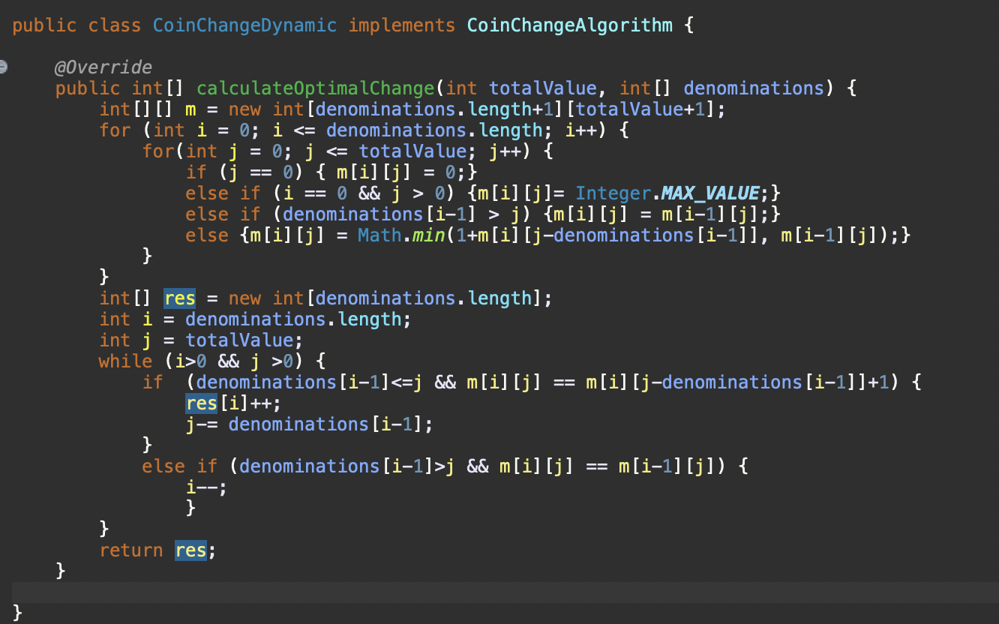 public class CoinChangeDynamic implements CoinChangeAlgorithm {
@Override
public int[] calculateOptimalChange(int totalValue, int[] denominations) {
int[][] m = new int[denominations.length+1][totalValue+1];
for (int i = 0; i <= denominations.length; i++) {
for(int j = 0; j <= totalValue; j++) {
if (j == 0) { m[i][j] = 0;}
else if (i == 0 && j > 0) {m[i][j]= Integer.MAX_VALUE;}
else if (denominations[i-1] > j) {m[i][j] = m[i-1][j];}
else {m[i][j] = Math.min(1+m[i][j-denominations[i-1]], m[i-1][j]);}
}
}
int[] res = new int[denominations.length];
int i = denominations.length;
int j = totalValue;
while (i>0 && j >0) {
if  (denominations[i-1]<=j && m[i][j] == m[i][j-denominations[i-1]]+1) {
res[i]++;
j-= denominations[i-1];
}
else if (denominations[i-1]>j && m[i][j] == m[i-1][j]) {
i--;
}
}
return res;
}
}